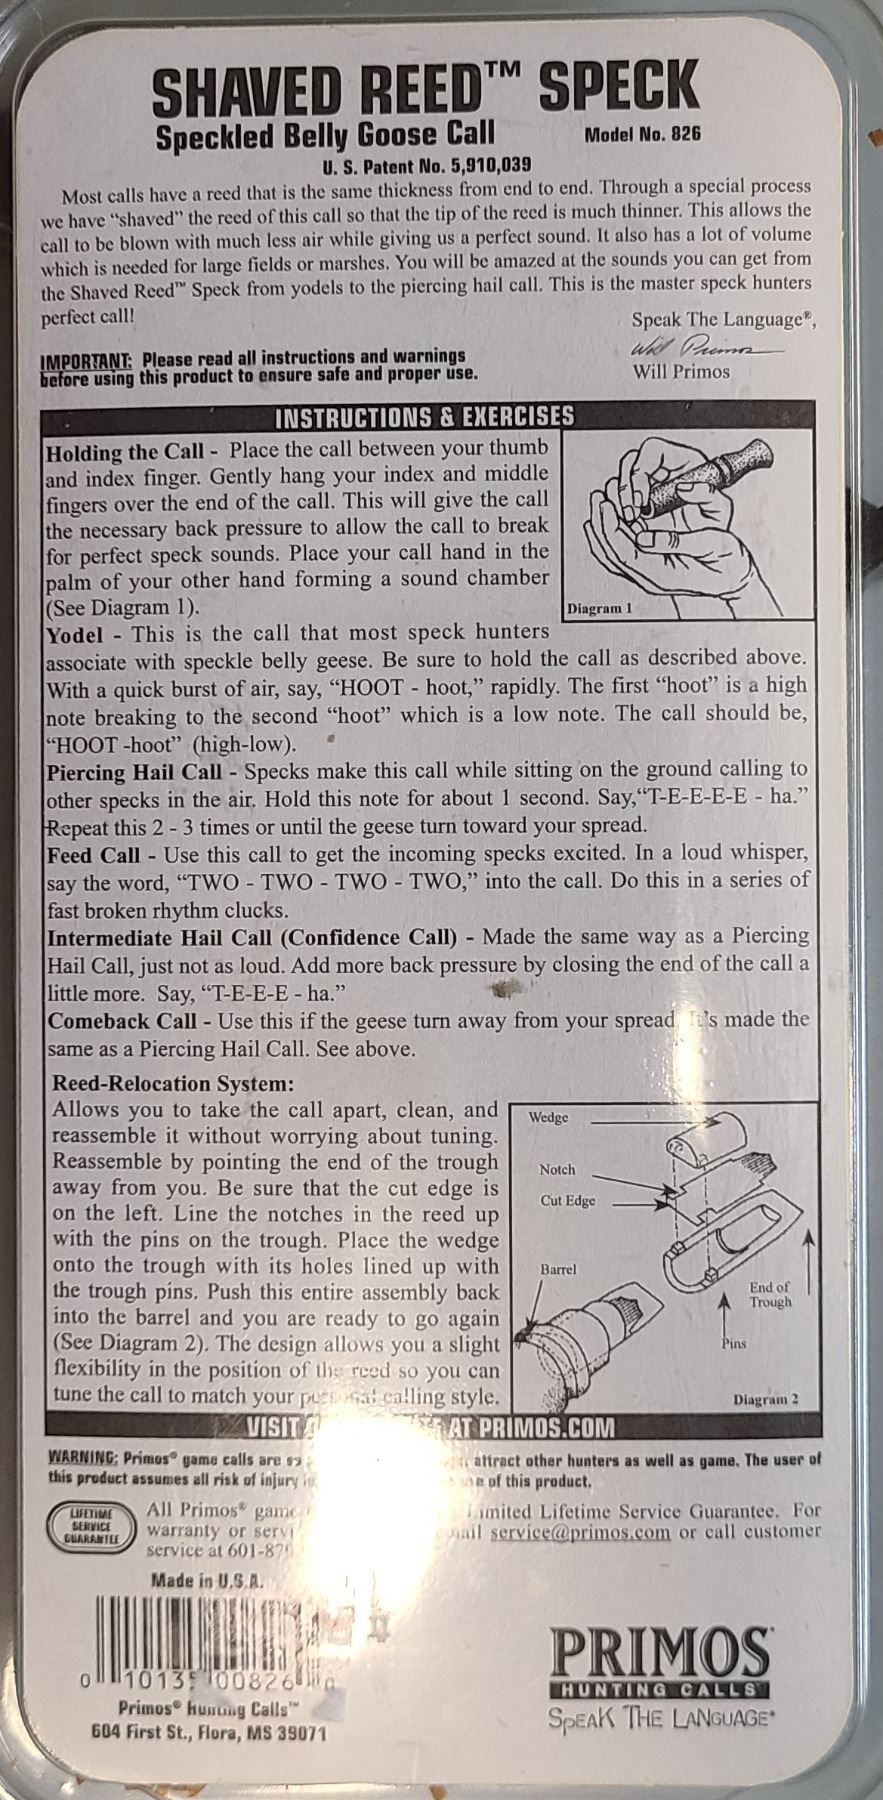 SHAVED REED™ SPECK
Speckled Belly Goose Call
Model No. 826
U. S. Patent No. 5,910,039
Most calls have a reed that is the same thickness from end to end. Through a special process
we have “shaved” the reed of this call so that the tip of the reed is much thinner. This allows the
call to be blown with much less air while giving us a perfect sound. It also has a lot of volume
which is needed for large fields or marshes. You will be amazed at the sounds you can get from
the Shaved Reed™ Speck from yodels to the piercing hail call. This is the master speck hunters
perfect call!
Speak The Language®,
Will Primos
Will Primos
IMPORTANT: Please read all instructions and warnings
before using this product to ensure safe and proper use.
INSTRUCTIONS & EXERCISES
Holding the Call - Place the call between your thumb
and index finger. Gently hang your index and middle
fingers over the end of the call. This will give the call
the necessary back pressure to allow the call to break
for perfect speck sounds. Place your call hand in the
palm of your other hand forming a sound chamber
(See Diagram 1).
Diagram 1
Yodel - This is the call that most speck hunters
associate with speckle belly geese. Be sure to hold the call as described above.
With a quick burst of air, say, “HOOT - hoot,” rapidly. The first “hoot” is a high
note breaking to the second “hoot” which is a low note. The call should be,
“HOOT -hoot” (high-low).
Piercing Hail Call - Specks make this call while sitting on the ground calling to
other specks in the air. Hold this note for about 1 second. Say,“T-E-E-E-E - ha.”
Repeat this 2 - 3 times or until the geese turn toward your spread.
Feed Call - Use this call to get the incoming specks excited. In a loud whisper,
say the word, “TWO - TWO - TWO - TWO,” into the call. Do this in a series of
fast broken rhythm clucks.
Intermediate Hail Call (Confidence Call) - Made the same way as a Piercing
Hail Call, just not as loud. Add more back pressure by closing the end of the call a
little more. Say, “T-E-E-E - ha.”
Comeback Call - Use this if the geese turn away from your spread. It’s made the
same as a Piercing Hail Call. See above.
Reed-Relocation System:
Allows you to take the call apart, clean, and
reassemble it without worrying about tuning.
Reassemble by pointing the end of the trough
away from you. Be sure that the cut edge is
on the left. Line the notches in the reed up
with the pins on the trough. Place the wedge
onto the trough with its holes lined up with
the trough pins. Push this entire assembly back
into the barrel and you are ready to go again
(See Diagram 2). The design allows you a slight
flexibility in the position of the reed so you can
tune the call to match your personal calling style.
Wedge
Notch
Cut Edge
Barrel
End of
Trough
Pins
Diagram 2
VISIT AT PRIMOS.COM
WARNING: Primos® game calls are attract other hunters as well as game. The user of
this product assumes all risk of injury of this product.
LIFETIME
SERVICE
GUARANTEE
All Primos® game Limited Lifetime Service Guarantee. For
warranty or service@primos.com or call customer
service at 601-87
Made in U.S.A.
0 10135 00826
Primos® Hunting Calls™
604 First St., Flora, MS 39071
PRIMOS®
HUNTING CALLS
SPEAK THE LANGUAGE®